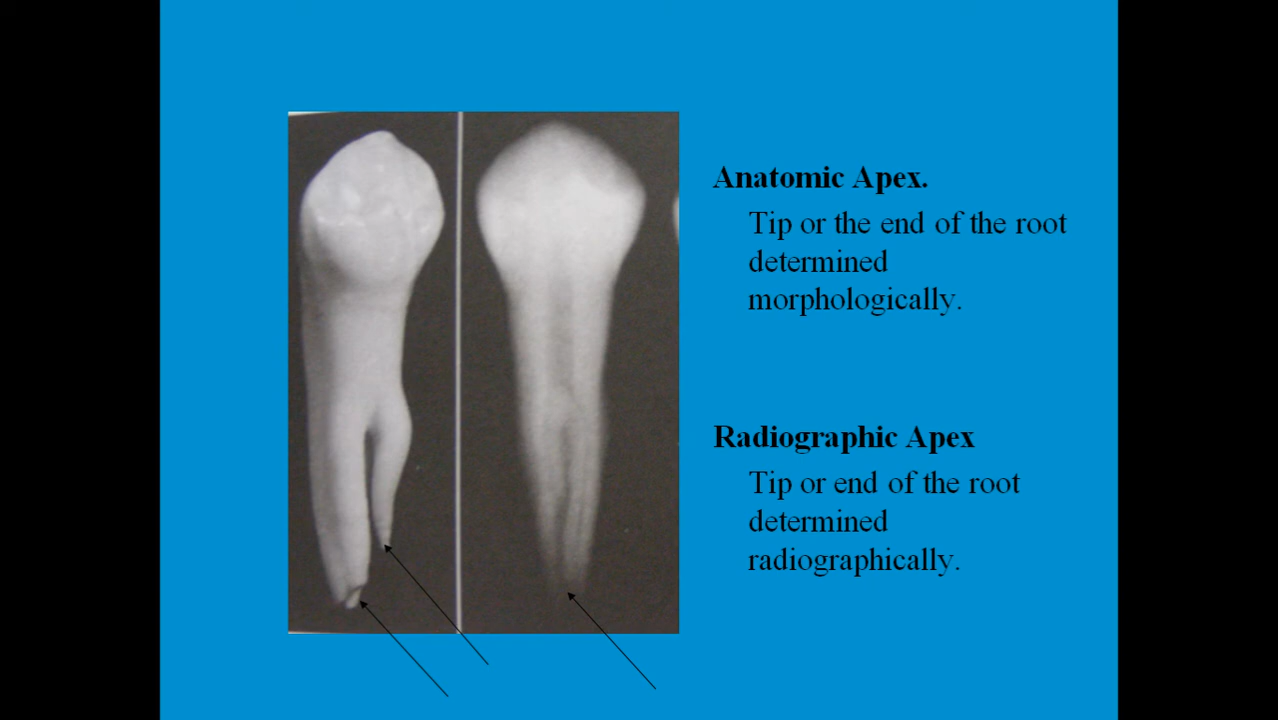 Anatomic Apex.
Tip or the end of the root
determined
morphologically.
Radiographic Apex
Tip or end of the root
determined
radiographically.